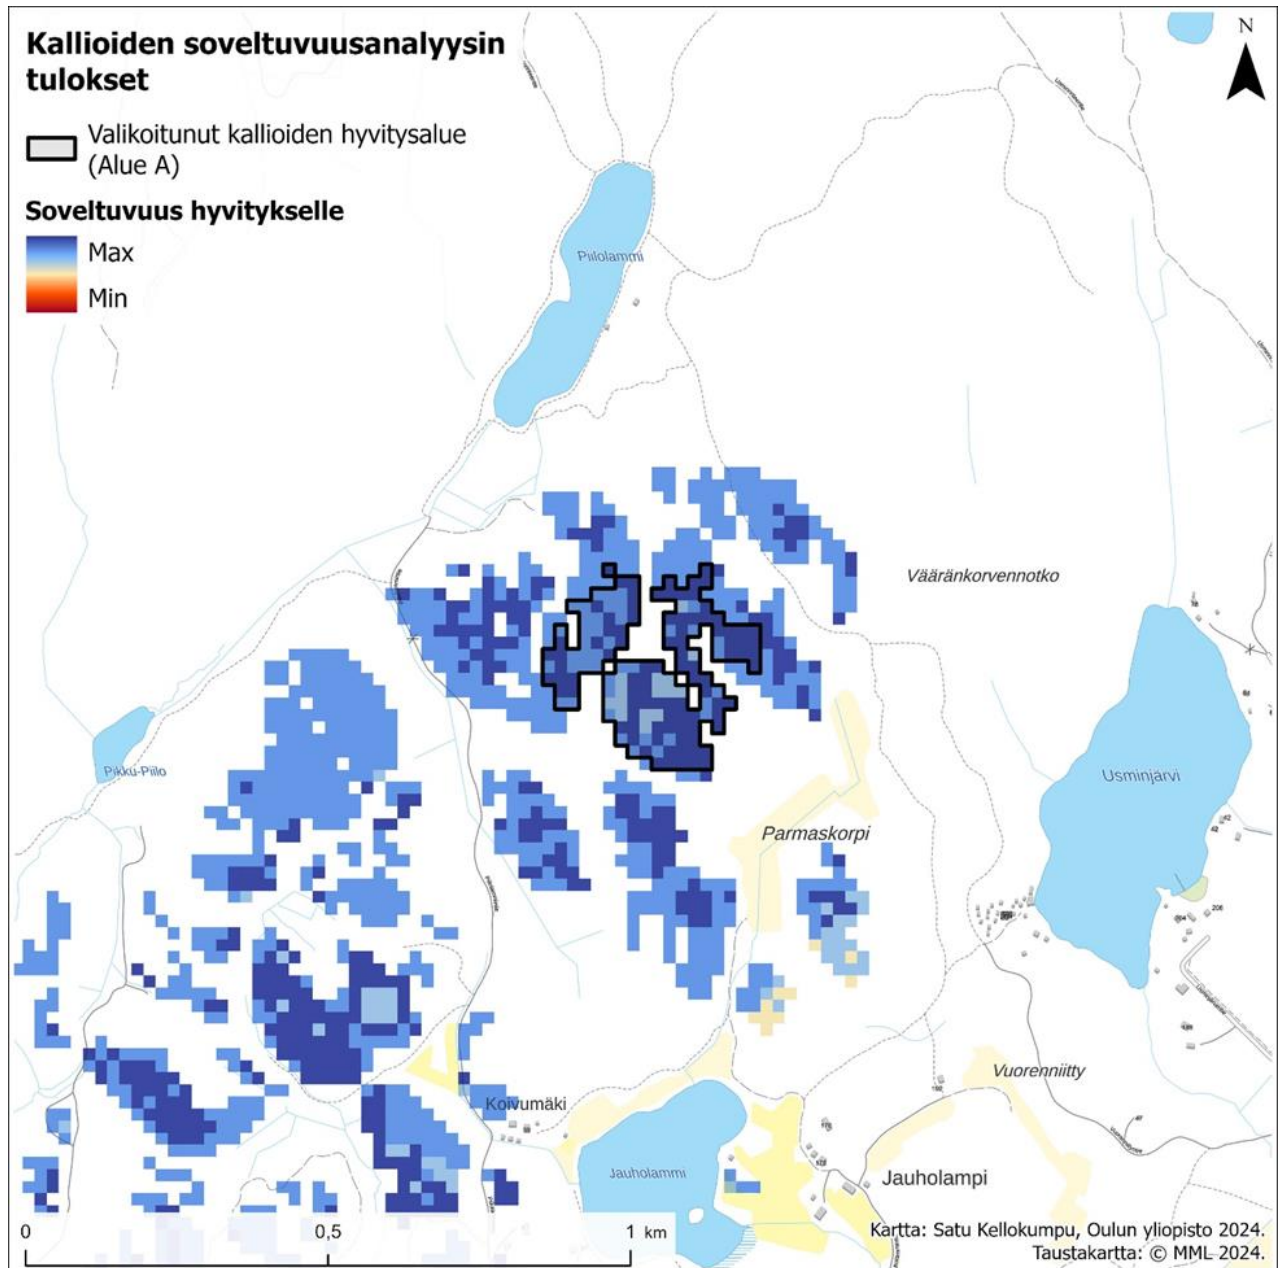 Kallioiden soveltuvuusanalyysin
tulokset
Valikoitunut kallioiden hyvitysalue
(Alue A)
Soveltuvuus hyvitykselle
Max
Min
N
Piilolammi
Vääränkorvennotko
Pikku-Piilo
Usminjärvi
Parmaskorpi
Vuorenniitty
Koivumäki
Jauholammi
Jauholampi
206
0
0,5
1 km
Kartta: Satu Kellokumpu, Oulun yliopisto 2024.
Taustakartta: © MML 2024.